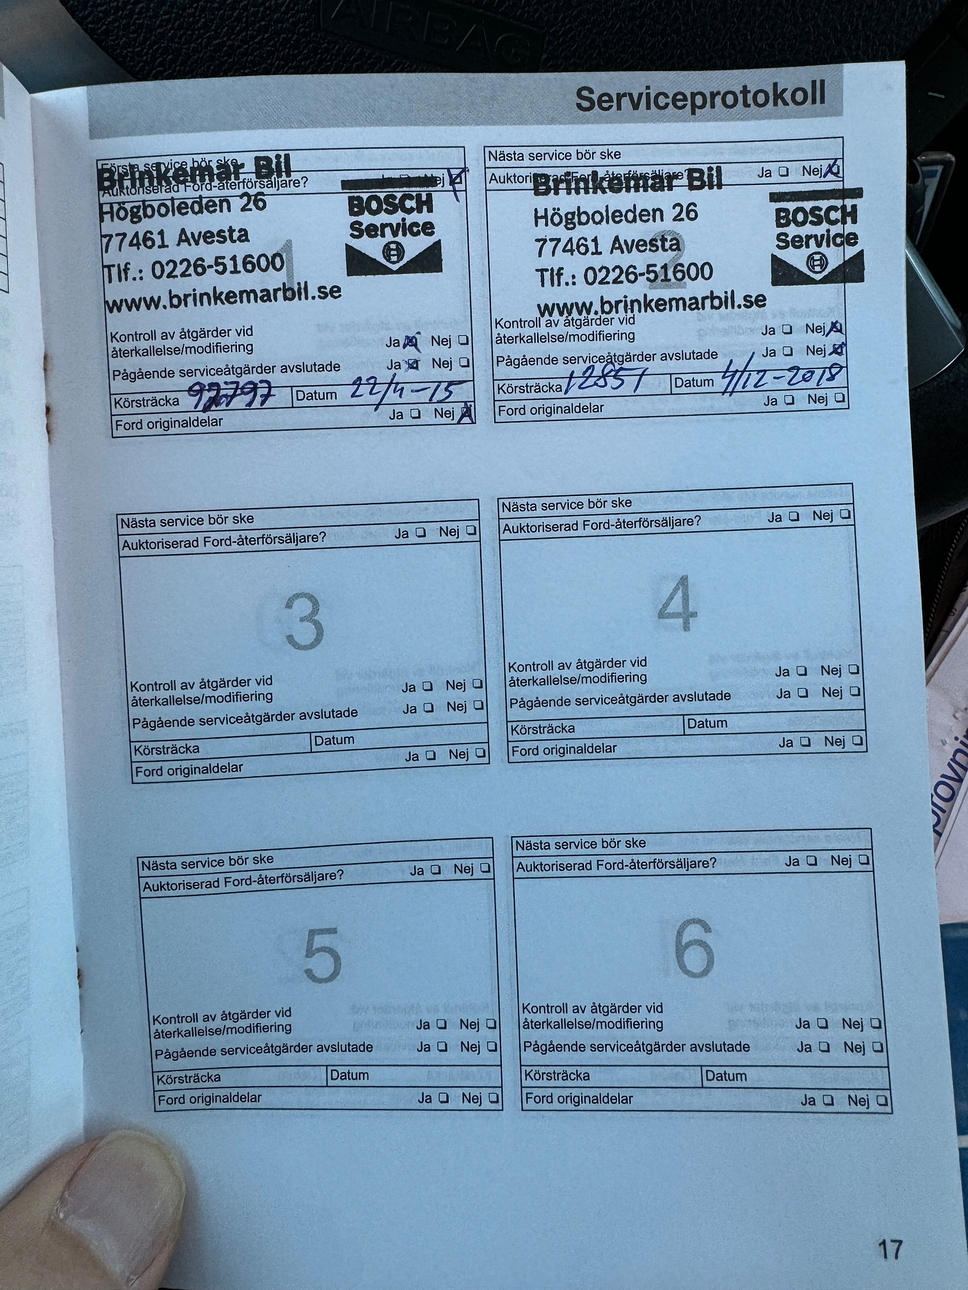 AIRBAG
Serviceprotokoll
Första service bör ske
Brinkemar Bil
Auktoriserad Ford-återförsäljare? Ja ❏ Nej ❏
Högboleden 26
77461 Avesta
Tlf.: 0226-51600
www.brinkemarbil.se
BOSCH
Service
1
Kontroll av åtgärder vid
återkallelse/modifiering Ja ❏ Nej ❏
Pågående serviceåtgärder avslutade Ja ❏ Nej ❏
Körsträcka Datum 22/4-15
Ford originaldelar Ja ❏ Nej ❏
Nästa service bör ske
Auktoriserad Ford-återförsäljare? Ja ❏ Nej ❏
Brinkemar Bil
Högboleden 26
77461 Avesta
Tlf.: 0226-51600
www.brinkemarbil.se
BOSCH
Service
2
Kontroll av åtgärder vid
återkallelse/modifiering Ja ❏ Nej ❏
Pågående serviceåtgärder avslutade Ja ❏ Nej ❏
Körsträcka 12851 Datum 4/12-2018
Ford originaldelar Ja ❏ Nej ❏
Nästa service bör ske
Auktoriserad Ford-återförsäljare? Ja ❏ Nej ❏
3
Kontroll av åtgärder vid
återkallelse/modifiering Ja ❏ Nej ❏
Pågående serviceåtgärder avslutade Ja ❏ Nej ❏
Körsträcka Datum
Ford originaldelar Ja ❏ Nej ❏
Nästa service bör ske
Auktoriserad Ford-återförsäljare? Ja ❏ Nej ❏
4
Kontroll av åtgärder vid
återkallelse/modifiering Ja ❏ Nej ❏
Pågående serviceåtgärder avslutade Ja ❏ Nej ❏
Körsträcka Datum
Ford originaldelar Ja ❏ Nej ❏
Nästa service bör ske
Auktoriserad Ford-återförsäljare? Ja ❏ Nej ❏
5
Kontroll av åtgärder vid
återkallelse/modifiering Ja ❏ Nej ❏
Pågående serviceåtgärder avslutade Ja ❏ Nej ❏
Körsträcka Datum
Ford originaldelar Ja ❏ Nej ❏
Nästa service bör ske
Auktoriserad Ford-återförsäljare? Ja ❏ Nej ❏
6
Kontroll av åtgärder vid
återkallelse/modifiering Ja ❏ Nej ❏
Pågående serviceåtgärder avslutade Ja ❏ Nej ❏
Körsträcka Datum
Ford originaldelar Ja ❏ Nej ❏
17